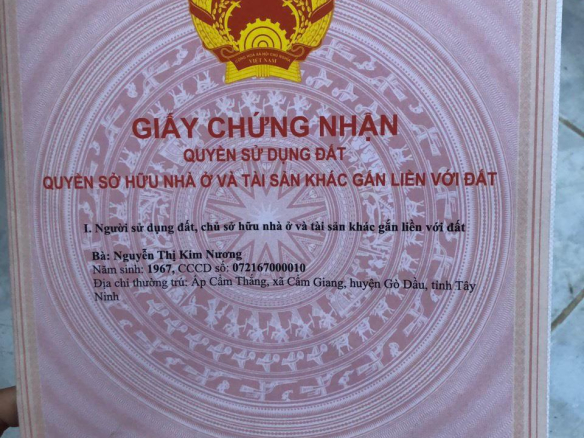 VIỆT NAM
GIẤY CHỨNG NHẬN
QUYỀN SỬ DỤNG ĐẤT
QUYỀN SỞ HỮU NHÀ Ở VÀ TÀI SẢN KHÁC GẮN LIỀN VỚI ĐẤT
I. Người sử dụng đất, chủ sở hữu nhà ở và tài sản khác gắn liền với đất
Bà: Nguyễn Thị Kim Nương
Năm sinh: 1967, CCCD số: 072167000010
Địa chỉ thường trú: Ấp Cẩm Thắng, xã Cẩm Giang, huyện Gò Dầu, tỉnh Tây
Ninh